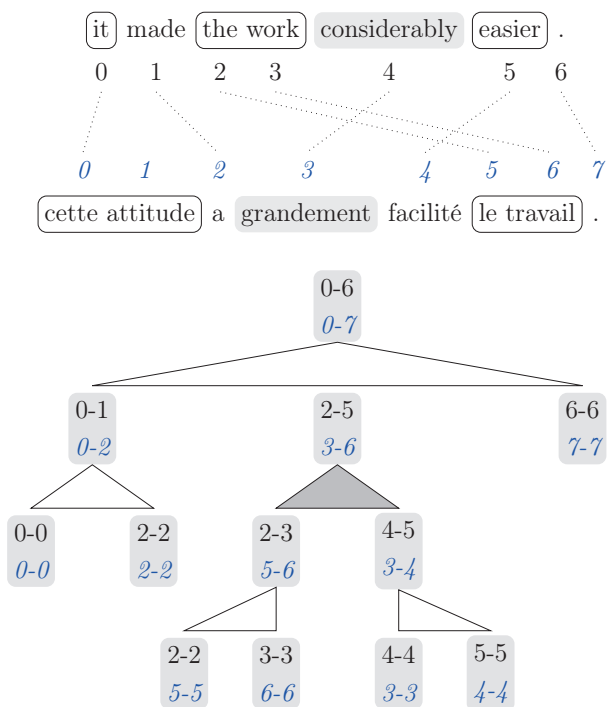 it made the work considerably easier .
0 1 2 3 4 5 6
0 1 2 3 4 5 6 7
cette attitude a grandement facilité le travail .
0-6
0-7
0-1 2-5 6-6
0-2 3-6 7-7
0-0 2-2 2-3 4-5
0-0 2-2 5-6 3-4
2-2 3-3 4-4 5-5
5-5 6-6 3-3 4-4